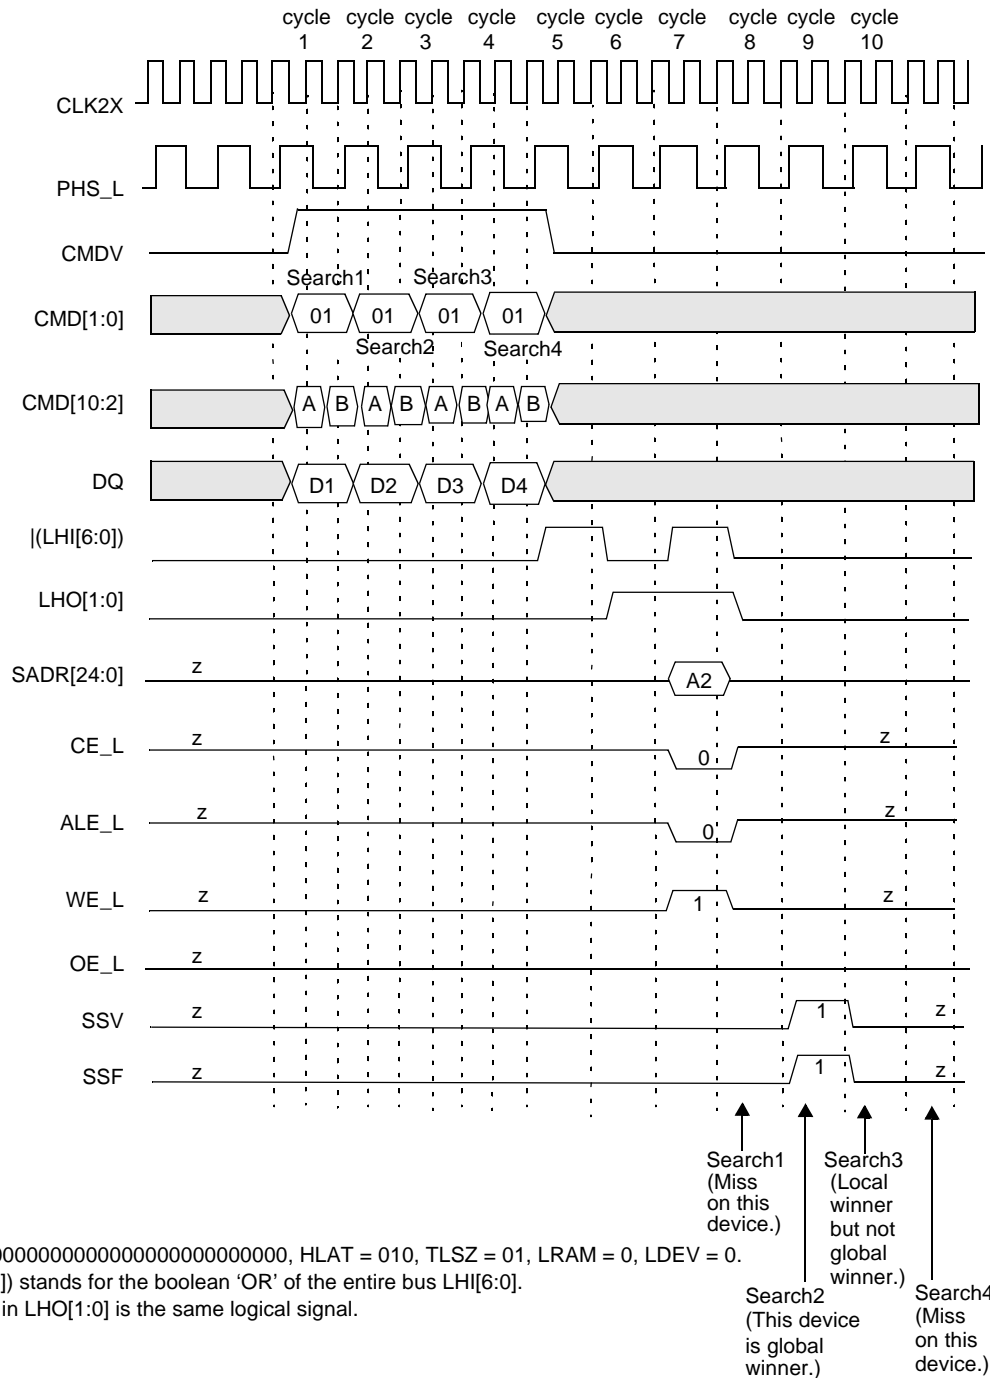 cycle cycle cycle cycle cycle cycle cycle cycle cycle cycle
1 2 3 4 5 6 7 8 9 10
CLK2X
PHS_L
CMDV
Search1 Search3
CMD[1:0] 01 01 01 01
Search2 Search4
CMD[10:2] A B A B A B A B
DQ D1 D2 D3 D4
|(LHI[6:0])
LHO[1:0]
SADR[24:0] z A2
CE_L z 0 z
ALE_L z 0 z
WE_L z 1 z
OE_L z
SSV z 1 z
SSF z 1 z
Search1
(Miss
on this
device.)
Search3
(Local
winner
but not
global
winner.)
Search2
(This device
is global
winner.)
Search4
(Miss
on this
device.)
00000000000000000000000000, HLAT = 010, TLSZ = 01, LRAM = 0, LDEV = 0.
]) stands for the boolean ‘OR’ of the entire bus LHI[6:0].
in LHO[1:0] is the same logical signal.